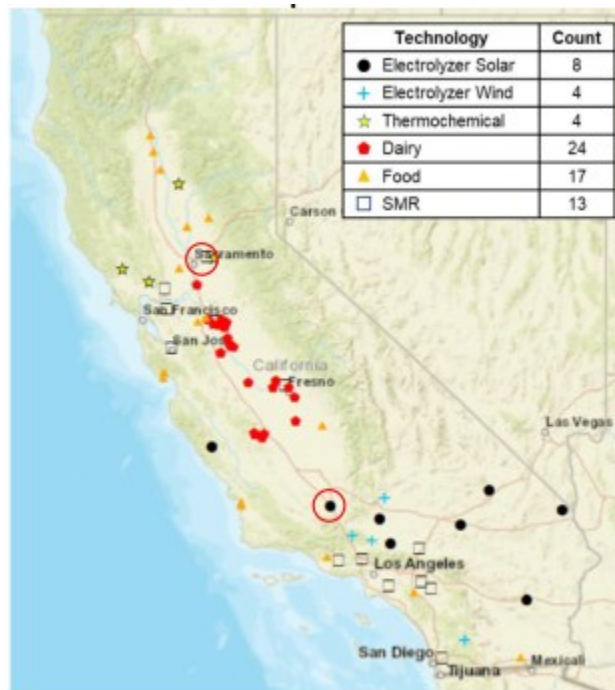 Technology Count
Electrolyzer Solar 8
Electrolyzer Wind 4
Thermochemical 4
Dairy 24
Food 17
SMR 13
Carson
Sacramento
San Francisco
San Jose
California
Fresno
Las Vegas
Los Angeles
San Diego
Mexicali
Tijuana